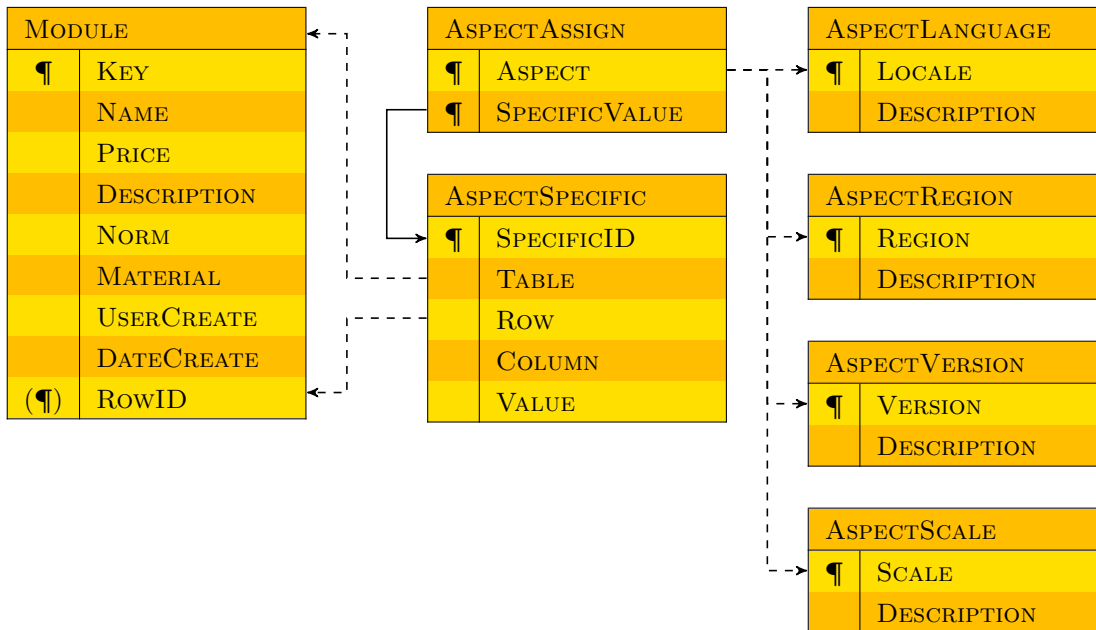 Module
¶ Key
Name
Price
Description
Norm
Material
UserCreate
DateCreate
(¶) RowID
AspectAssign
¶ Aspect
¶ SpecificValue
AspectSpecific
¶ SpecificID
Table
Row
Column
Value
AspectLanguage
¶ Locale
Description
AspectRegion
¶ Region
Description
AspectVersion
¶ Version
Description
AspectScale
¶ Scale
Description